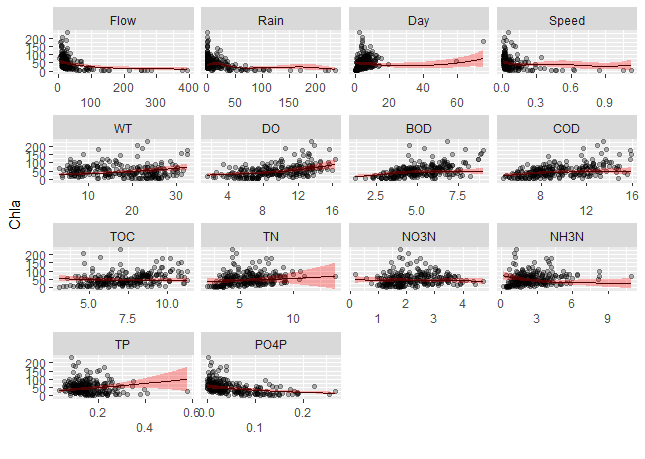 Flow Rain Day Speed
200
150
100
50
0
0 200 400 0 100 200 0 40 0.0 0.6
100 300 50 150 20 60 0.3 0.9
WT DO BOD COD
200
150
100
50
0
10 30 4 12 16 2.5 7.5 8 16
20 8 5.0 12
Chla
TOC TN NO3N NH3N
200
150
100
50
0
5.0 10.0 5 0 2 4 0 6
7.5 10 1 3 3 9
TP PO4P
200
150
100
50
0
0.2 0.6 0.0 0.2
0.4 0.1